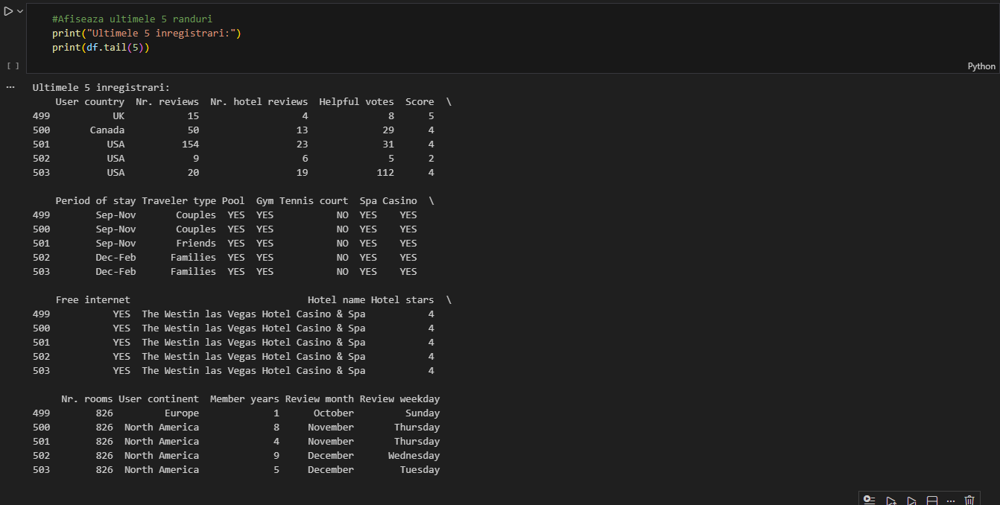 #Afiseaza ultimele 5 randuri
print("Ultimele 5 inregistrari:")
print(df.tail(5))
[ ]
Python
... Ultimele 5 inregistrari:
User country Nr. reviews Nr. hotel reviews Helpful votes Score \
499 UK 15 4 8 5
500 Canada 50 13 29 4
501 USA 154 23 31 4
502 USA 9 6 5 2
503 USA 20 19 112 4
Period of stay Traveler type Pool Gym Tennis court Spa Casino \
499 Sep-Nov Couples YES YES NO YES YES
500 Sep-Nov Couples YES YES NO YES YES
501 Sep-Nov Friends YES YES NO YES YES
502 Dec-Feb Families YES YES NO YES YES
503 Dec-Feb Families YES YES NO YES YES
Free internet Hotel name Hotel stars \
499 YES The Westin las Vegas Hotel Casino & Spa 4
500 YES The Westin las Vegas Hotel Casino & Spa 4
501 YES The Westin las Vegas Hotel Casino & Spa 4
502 YES The Westin las Vegas Hotel Casino & Spa 4
503 YES The Westin las Vegas Hotel Casino & Spa 4
Nr. rooms User continent Member years Review month Review weekday
499 826 Europe 1 October Sunday
500 826 North America 8 November Thursday
501 826 North America 4 November Thursday
502 826 North America 9 December Wednesday
503 826 North America 5 December Tuesday